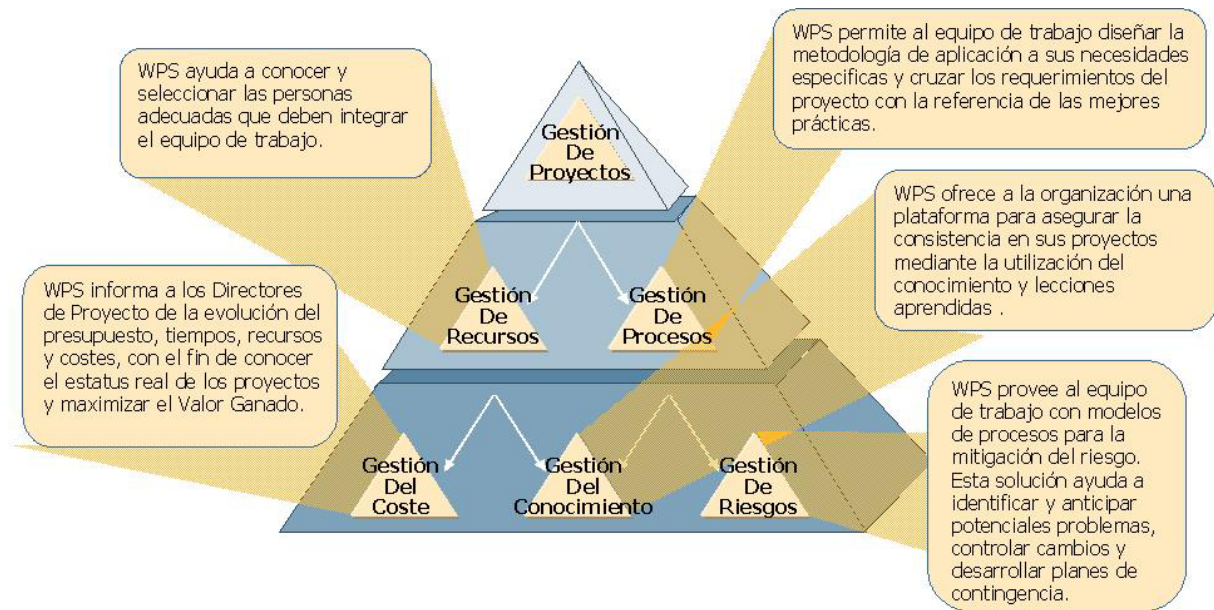 WPS ayuda a conocer y
seleccionar las personas
adecuadas que deben integrar
el equipo de trabajo.
WPS permite al equipo de trabajo diseñar la
metodología de aplicación a sus necesidades
especificas y cruzar los requerimientos del
proyecto con la referencia de las mejores
prácticas.
Gestión
De
Proyectos
WPS ofrece a la organización una
plataforma para asegurar la
consistencia en sus proyectos
mediante la utilización del
conocimiento y lecciones
aprendidas .
WPS informa a los Directores
de Proyecto de la evolución del
presupuesto, tiempos, recursos
y costes, con el fin de conocer
el estatus real de los proyectos
y maximizar el Valor Ganado.
Gestión
De
Recursos
Gestión
De
Procesos
WPS provee al equipo
de trabajo con modelos
de procesos para la
mitigación del riesgo.
Esta solución ayuda a
identificar y anticipar
potenciales problemas,
controlar cambios y
desarrollar planes de
contingencia.
Gestión
Del
Coste
Gestión
Del
Conocimiento
Gestión
De
Riesgos